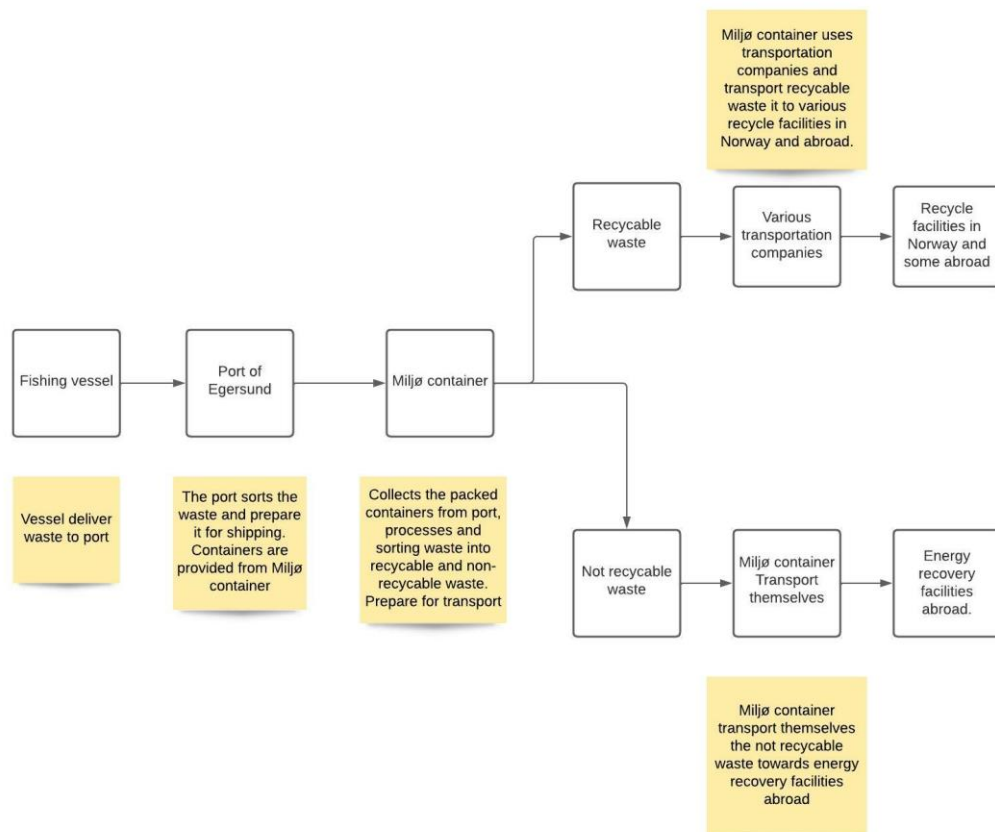 Miljø container uses
transportation
companies and
transport recycable
waste it to various
recycle facilities in
Norway and abroad.
Recycable
waste
Various
transportation
companies
Recycle
facilities in
Norway and
some abroad
Fishing vessel
Port of
Egersund
Miljø container
Vessel deliver
waste to port
The port sorts the
waste and prepare
it for shipping.
Containers are
provided from Miljø
container
Collects the packed
containers from port,
processes and
sorting waste into
recycable and non-
recycable waste.
Prepare for transport
Not recycable
waste
Miljø container
Transport
themselves
Energy
recovery
facilities
abroad.
Miljø container
transport themselves
the not recycable
waste towards energy
recovery facilities
abroad